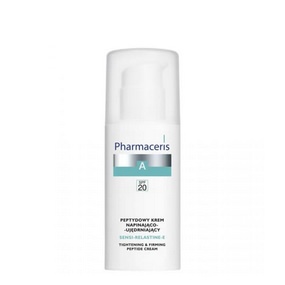 Pharmaceris
A
SPF
20
PEPTYDOWY KREM
NAPINAJĄCO-
-UJĘDRNIAJĄCY
SENSI-RELASTINE-E
TIGHTENING & FIRMING
PEPTIDE CREAM